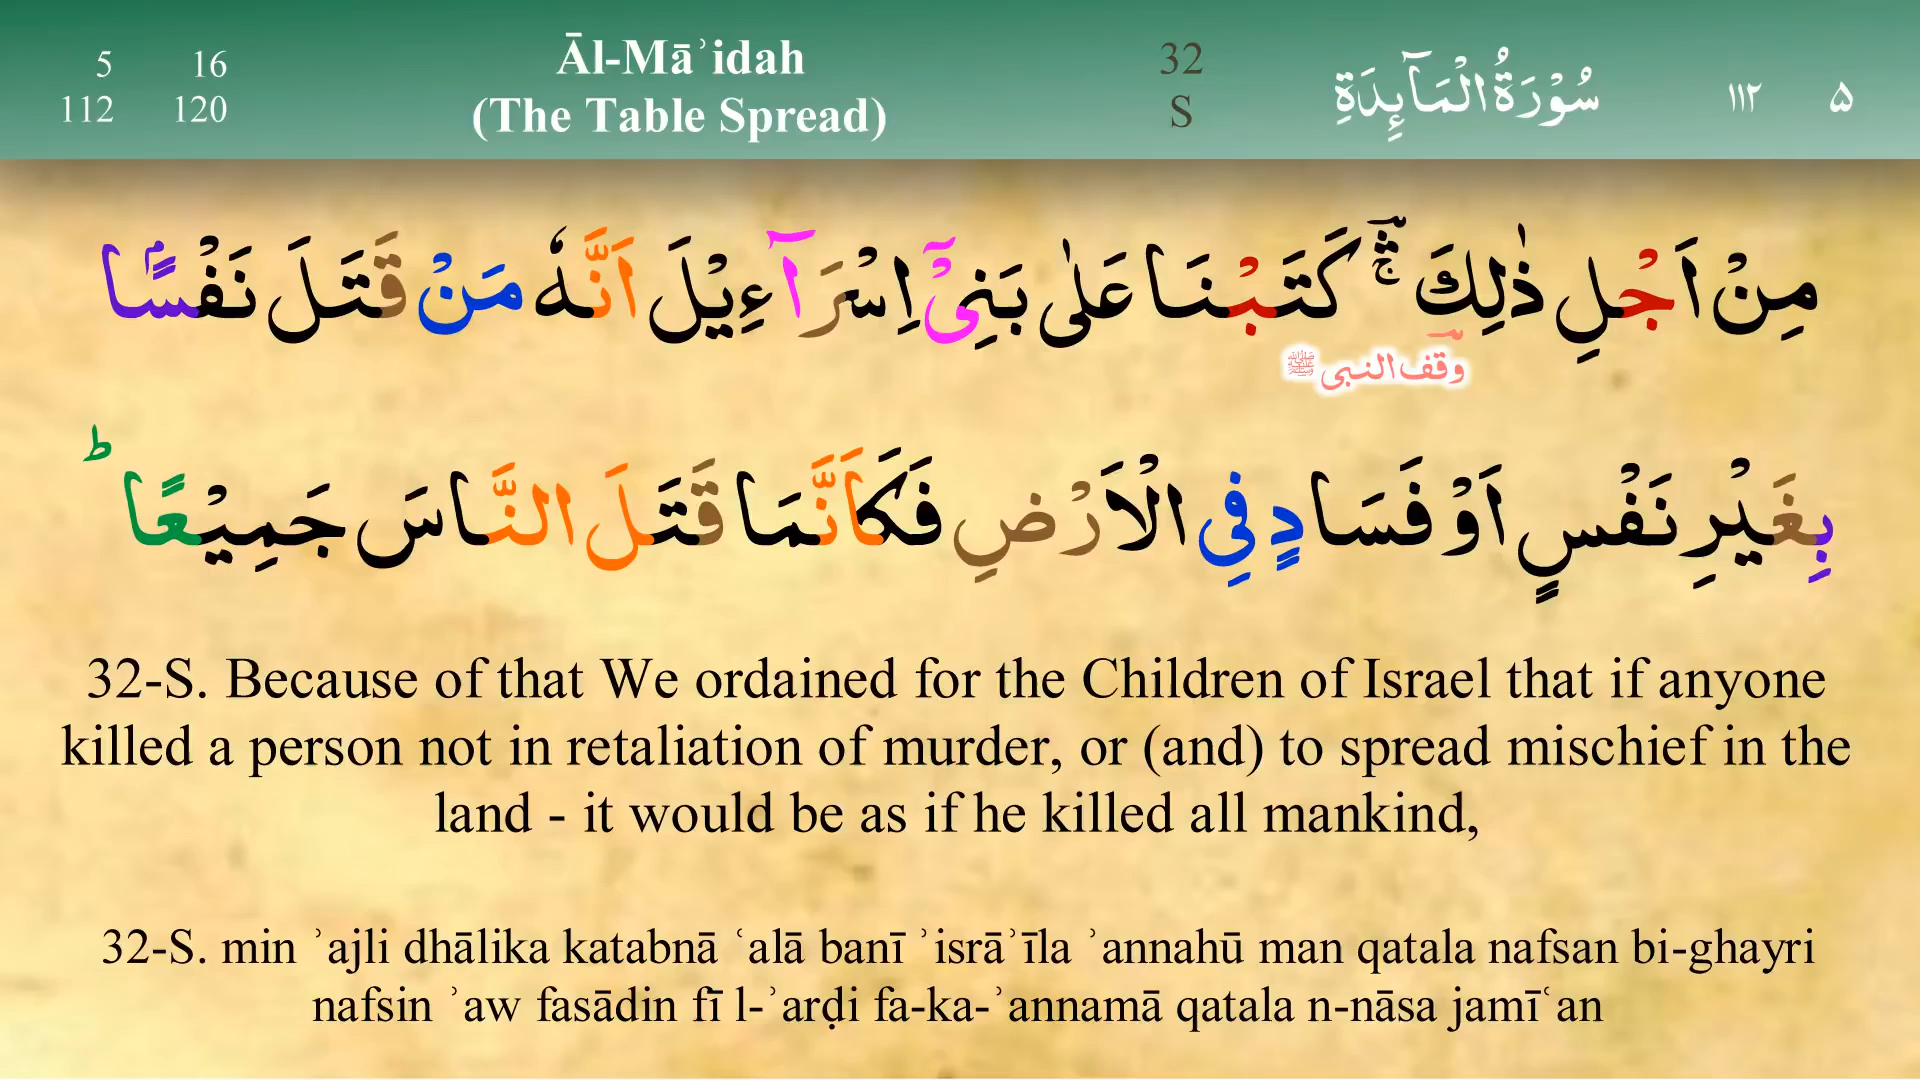 5 16 Āl-Māʾidah 32 سُوْرَةُ الْمَآئِدَةِ ١١٢ ۵
112 120 (The Table Spread) S
مِنْ اَجْلِ ذٰلِكَ ۛۚ كَتَبْنَا عَلٰى بَنِىْٓ اِسْرَآءِيْلَ اَنَّهٗ مَنْ قَتَلَ نَفْسًۢا
وقف النبى ﷺ
بِغَيْرِ نَفْسٍ اَوْ فَسَادٍ فِى الْاَرْضِ فَكَاَنَّمَا قَتَلَ النَّاسَ جَمِيْعًا ؕ
32-S. Because of that We ordained for the Children of Israel that if anyone
killed a person not in retaliation of murder, or (and) to spread mischief in the
land - it would be as if he killed all mankind,
32-S. min ʾajli dhālika katabnā ʿalā banī ʾisrāʾīla ʾannahū man qatala nafsan bi-ghayri
nafsin ʾaw fasādin fī l-ʾarḍi fa-ka-ʾannamā qatala n-nāsa jamīʿan